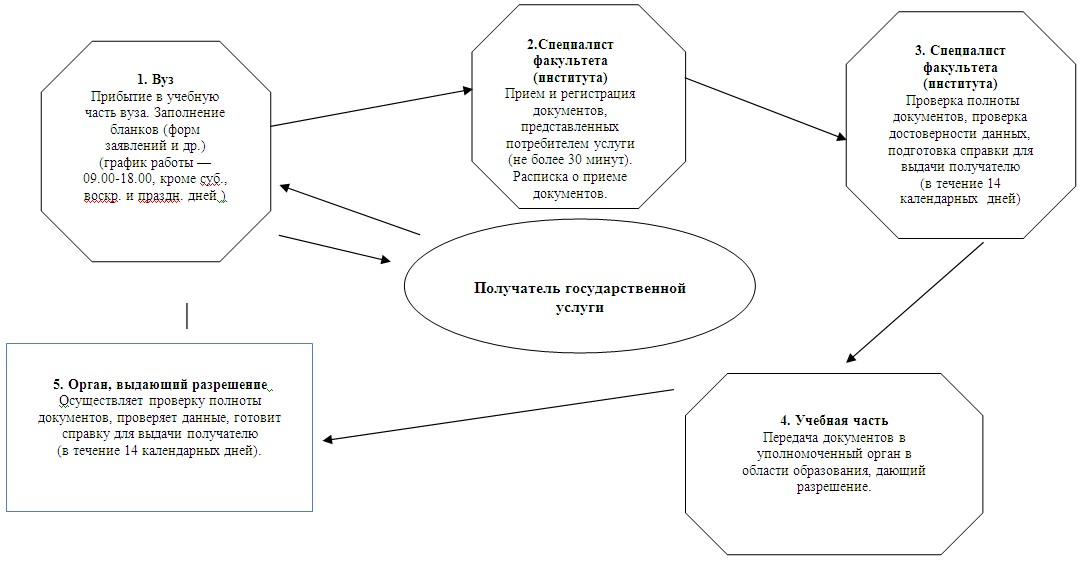 1. Вуз
Прибытие в учебную
часть вуза. Заполнение
бланков (форм
заявлений и др.)
(график работы —
09.00-18.00, кроме суб.,
воскр. и праздн. дней )
2.Специалист
факультета
(института)
Прием и регистрация
документов,
представленных
потребителем услуги
(не более 30 минут).
Расписка о приеме
документов.
3. Специалист
факультета
(института)
Проверка полноты
документов, проверка
достоверности данных,
подготовка справки для
выдачи получателю
(в течение 14
календарных дней)
Получатель государственной
услуги
4. Учебная часть
Передача документов в
уполномоченный орган в
области образования, дающий
разрешение.
5. Орган, выдающий разрешение
Осуществляет проверку полноты
документов, проверяет данные, готовит
справку для выдачи получателю
(в течение 14 календарных дней).